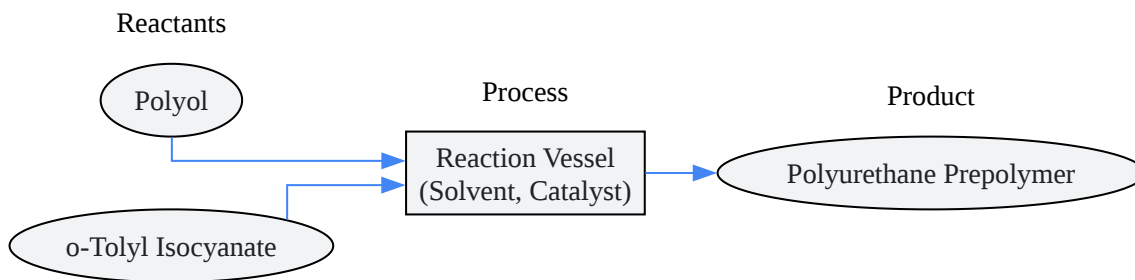 Reactants
Polyol
o-Tolyl Isocyanate
Process
Reaction Vessel
(Solvent, Catalyst)
Product
Polyurethane Prepolymer